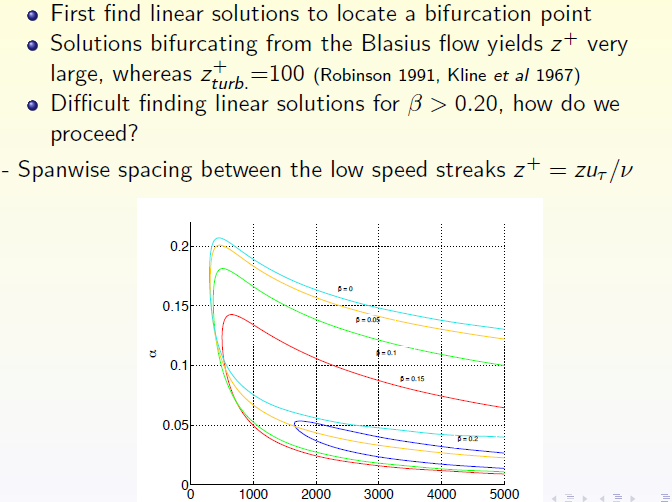 First find linear solutions to locate a bifurcation point
Solutions bifurcating from the Blasius flow yields z⁺ very
large, whereas z⁺turb.=100 (Robinson 1991, Kline et al 1967)
Difficult finding linear solutions for β > 0.20, how do we
proceed?
- Spanwise spacing between the low speed streaks z⁺ = zuτ/ν
0.2
β = 0
0.15
β = 0.05
α
β = 0.1
0.1
β = 0.15
0.05
β = 0.2
0
0 1000 2000 3000 4000 5000